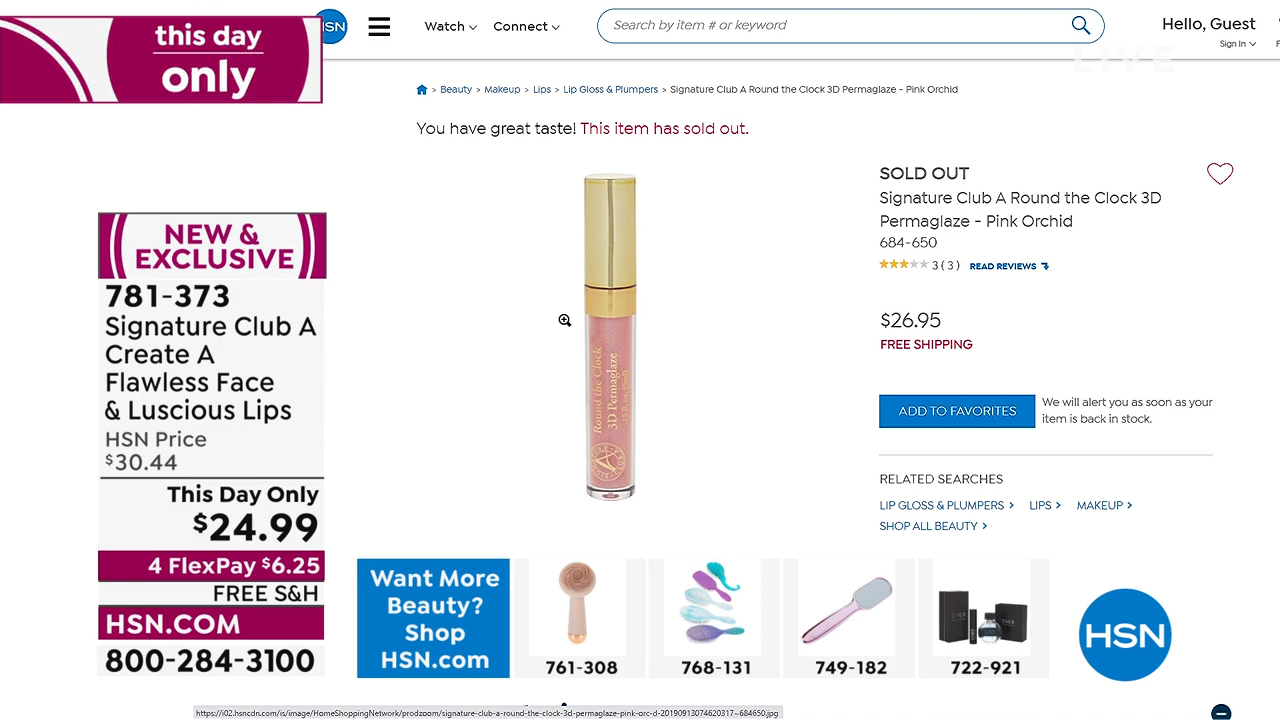 this day
only
HSN
Watch
Connect
Search by item # or keyword
Hello, Guest
Sign In
LIVE
Beauty > Makeup > Lips > Lip Gloss & Plumpers > Signature Club A Round the Clock 3D Permaglaze - Pink Orchid
You have great taste! This item has sold out.
SOLD OUT
Signature Club A Round the Clock 3D
Permaglaze - Pink Orchid
684-650
3 ( 3 ) READ REVIEWS
$26.95
FREE SHIPPING
ADD TO FAVORITES
We will alert you as soon as your
item is back in stock.
RELATED SEARCHES
LIP GLOSS & PLUMPERS > LIPS > MAKEUP >
SHOP ALL BEAUTY >
Round the Clock
3D Permaglaze
NEW &
EXCLUSIVE
781-373
Signature Club A
Create A
Flawless Face
& Luscious Lips
HSN Price
$30.44
This Day Only
$24.99
4 FlexPay $6.25
FREE S&H
HSN.COM
800-284-3100
Want More
Beauty?
Shop
HSN.com
761-308
768-131
749-182
722-921
HSN
https://i02.hsncdn.com/is/image/HomeShoppingNetwork/prodzoom/signature-club-a-round-the-clock-3d-permaglaze-pink-orc-d-20190913074620317~684650.jpg